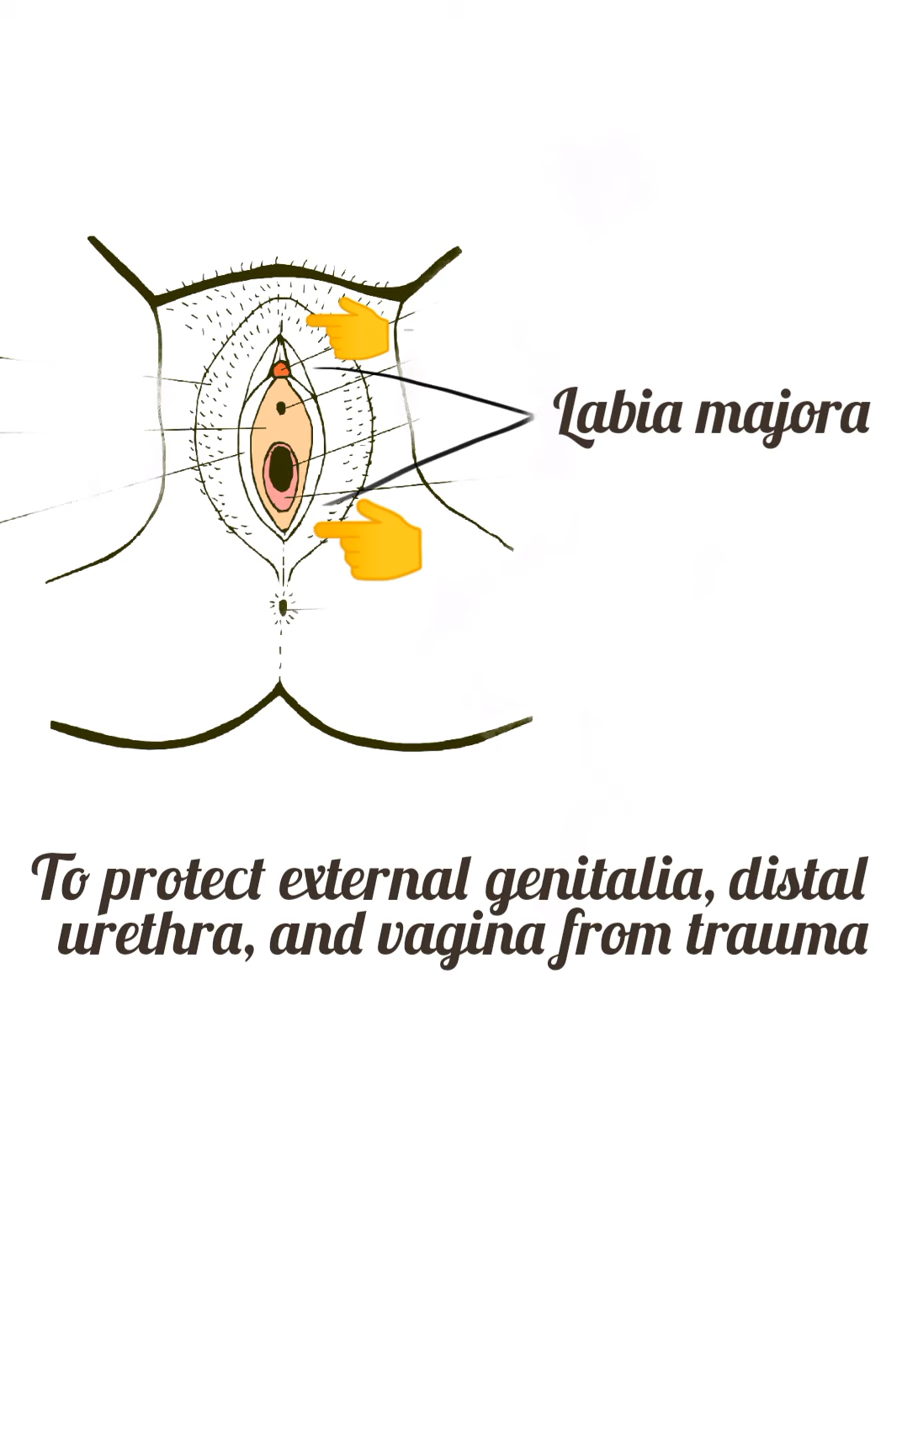 Labia majora
To protect external genitalia, distal
urethra, and vagina from trauma